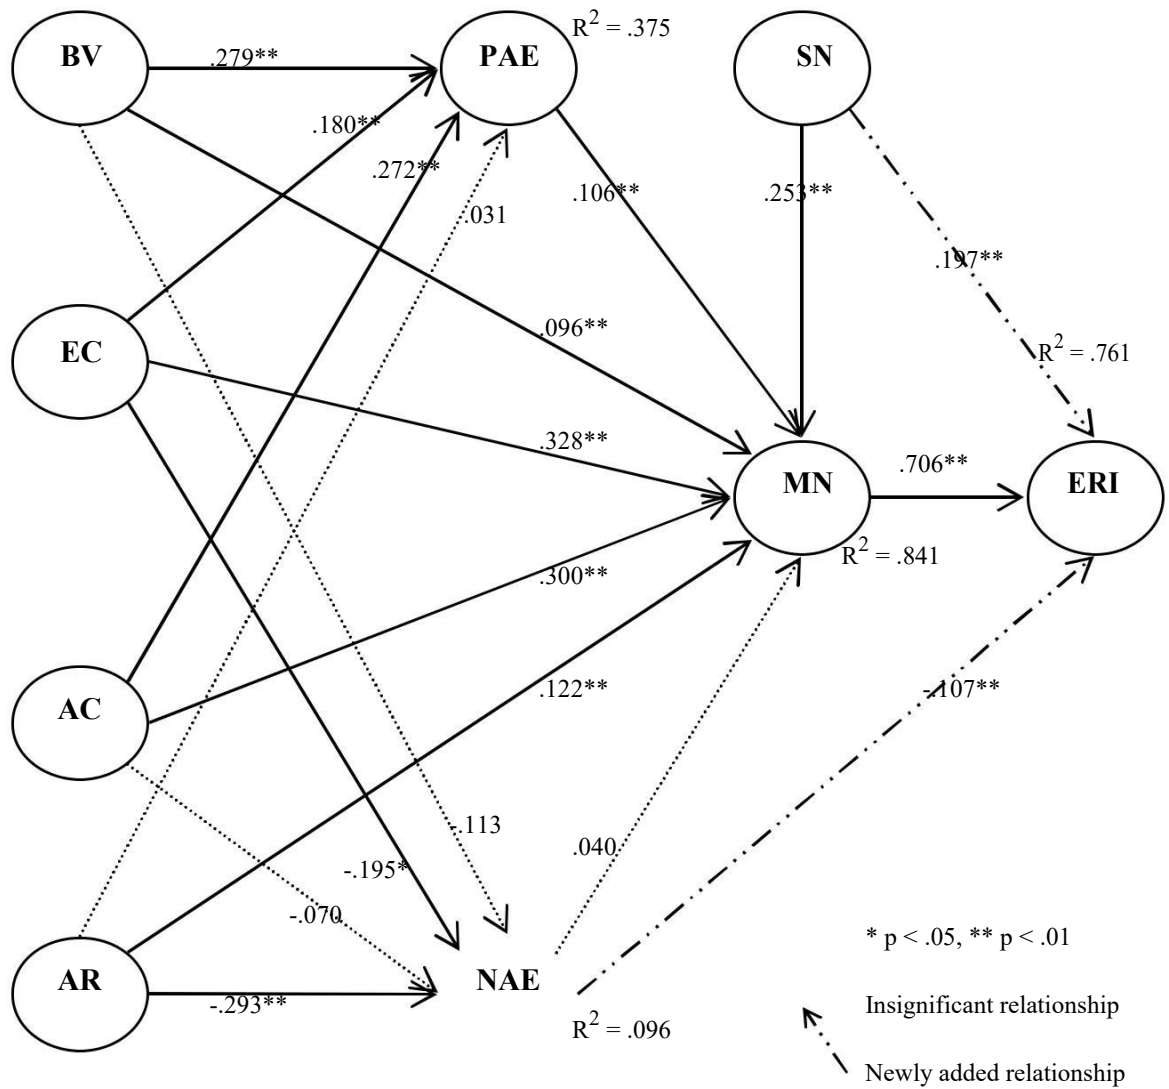 BV
.279**
PAE
R2 = .375
SN
.180**
.272**
.031
.106**
.253**
.197**
.096**
R2 = .761
EC
.328**
.706**
MN
ERI
R2 = .841
.300**
.122**
-.107**
AC
-.113
.040
-.195*
-.070
* p < .05, ** p < .01
AR
NAE
-.293**
Insignificant relationship
R2 = .096
Newly added relationship